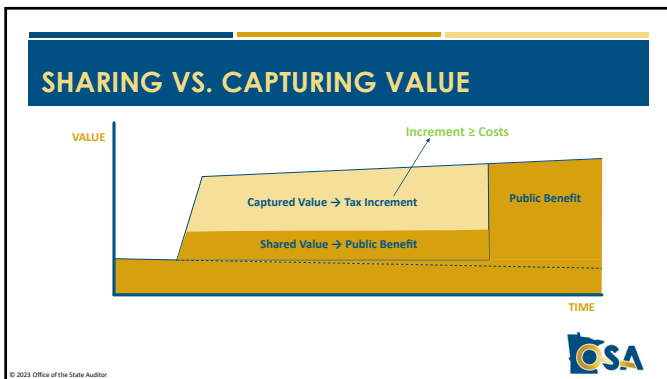 SHARING VS. CAPTURING VALUE
VALUE
Increment ≥ Costs
Captured Value → Tax Increment
Public Benefit
Shared Value → Public Benefit
TIME
OSA
© 2023 Office of the State Auditor